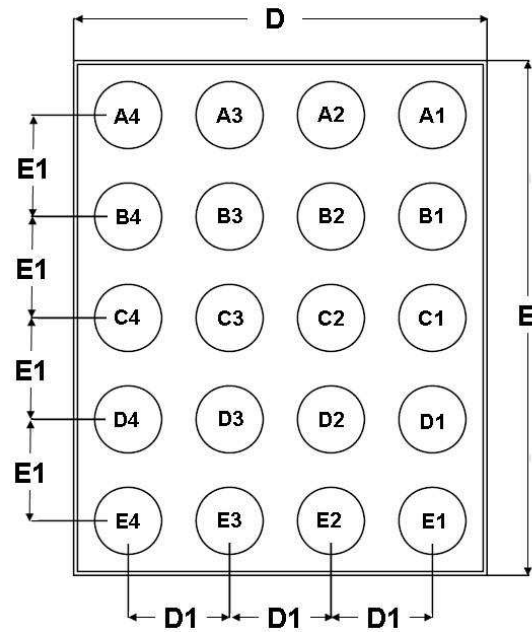 D
A4 A3 A2 A1
E1
B4 B3 B2 B1
E1
C4 C3 C2 C1
E
E1
D4 D3 D2 D1
E1
E4 E3 E2 E1
D1 D1 D1